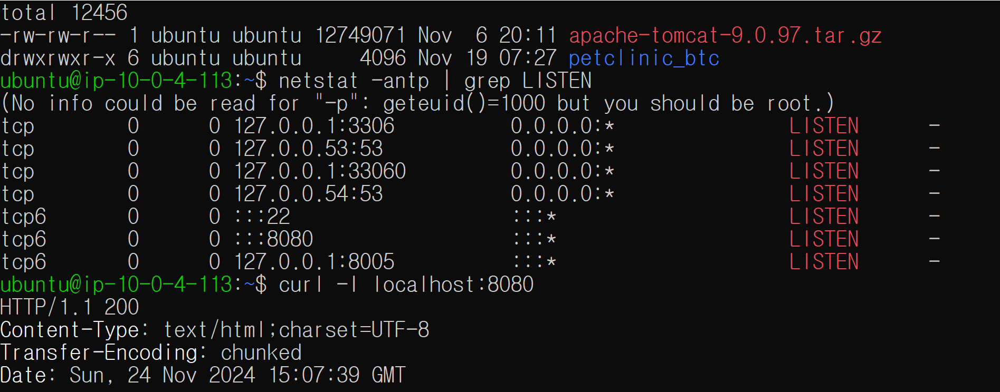 total 12456
-rw-rw-r-- 1 ubuntu ubuntu 12749071 Nov  6 20:11 apache-tomcat-9.0.97.tar.gz
drwxrwxr-x 6 ubuntu ubuntu     4096 Nov 19 07:27 petclinic_btc
ubuntu@ip-10-0-4-113:~$ netstat -antp | grep LISTEN
(No info could be read for "-p": geteuid()=1000 but you should be root.)
tcp        0      0 127.0.0.1:3306          0.0.0.0:*               LISTEN      -
tcp        0      0 127.0.0.53:53           0.0.0.0:*               LISTEN      -
tcp        0      0 127.0.0.1:33060         0.0.0.0:*               LISTEN      -
tcp        0      0 127.0.0.54:53           0.0.0.0:*               LISTEN      -
tcp6       0      0 :::22                   :::*                    LISTEN      -
tcp6       0      0 :::8080                 :::*                    LISTEN      -
tcp6       0      0 127.0.0.1:8005          :::*                    LISTEN      -
ubuntu@ip-10-0-4-113:~$ curl -I localhost:8080
HTTP/1.1 200
Content-Type: text/html;charset=UTF-8
Transfer-Encoding: chunked
Date: Sun, 24 Nov 2024 15:07:39 GMT